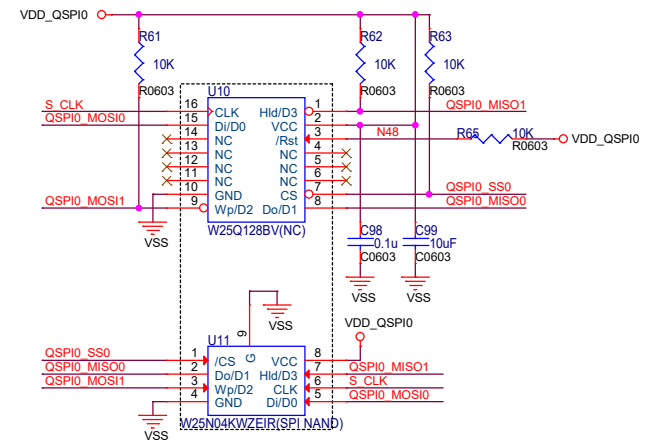 VDD_QSPI0
R61
10K
R0603
R62
10K
R0603
R63
10K
R0603
U10
S_CLK
16
CLK
Hld/D3
1
QSPI0_MISO1
QSPI0_MOSI0
15
Di/D0
VCC
2
14
NC
/Rst
3
N48
R65
10K
R0603
VDD_QSPI0
13
NC
NC
4
12
NC
NC
5
11
NC
NC
6
10
GND
CS
7
QSPI0_SS0
QSPI0_MOSI1
9
Wp/D2
Do/D1
8
QSPI0_MISO0
W25Q128BV(NC)
VSS
C98
0.1u
C0603
C99
10uF
C0603
VSS
VSS
VSS
VDD_QSPI0
U11
9
G
QSPI0_SS0
1
/CS
VCC
8
QSPI0_MISO0
2
Do/D1
Hld/D3
7
QSPI0_MISO1
QSPI0_MOSI1
3
Wp/D2
CLK
6
S_CLK
4
GND
Di/D0
5
QSPI0_MOSI0
W25N04KWZEIR(SPI NAND)
VSS